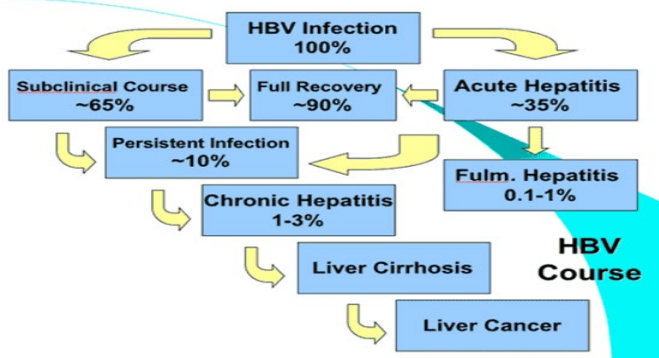 HBV Infection
100%
Subclinical Course
~65%
Full Recovery
~90%
Acute Hepatitis
~35%
Persistent Infection
~10%
Fulm. Hepatitis
0.1-1%
Chronic Hepatitis
1-3%
HBV
Course
Liver Cirrhosis
Liver Cancer